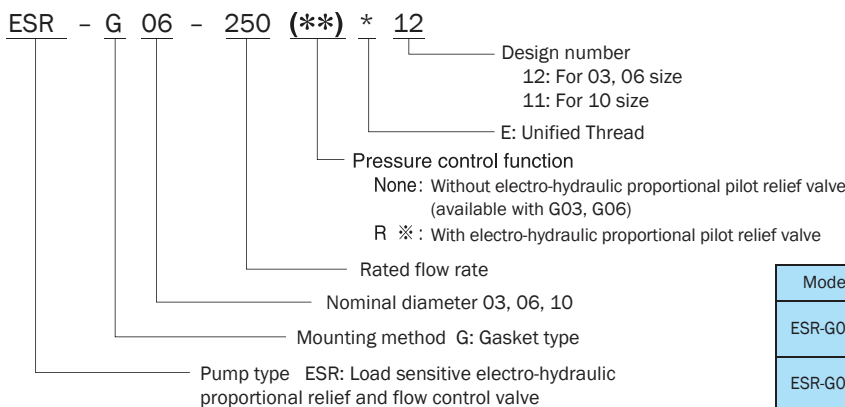 ESR – G 06 – 250 (**) * 12
Design number
12: For 03, 06 size
11: For 10 size
E: Unified Thread
Pressure control function
None: Without electro-hydraulic proportional pilot relief valve
(available with G03, G06)
R ※: With electro-hydraulic proportional pilot relief valve
Rated flow rate
Nominal diameter 03, 06, 10
Mounting method G: Gasket type
Pump type ESR: Load sensitive electro-hydraulic
proportional relief and flow control valve
Mode
ESR-G0
ESR-G0